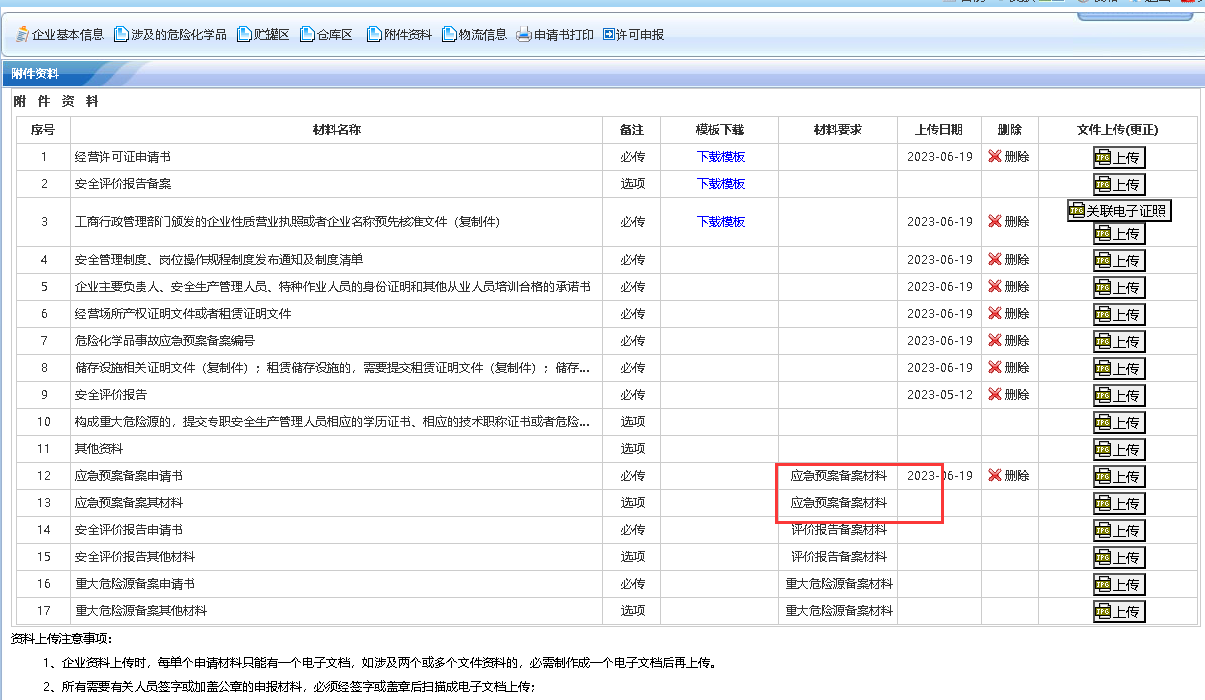 企业基本信息 涉及的危险化学品 贮罐区 仓库区 附件资料 物流信息 申请书打印 许可申报
附件资料
附 件 资 料
序号 材料名称 备注 模板下载 材料要求 上传日期 删除 文件上传(更正)
1 经营许可证申请书 必传 下载模板 2023-06-19 删除 上传
2 安全评价报告备案 选项 下载模板 上传
3 工商行政管理部门颁发的企业性质营业执照或者企业名称预先核准文件（复制件） 必传 下载模板 2023-06-19 删除 关联电子证照
上传
4 安全管理制度、岗位操作规程制度发布通知及制度清单 必传 2023-06-19 删除 上传
5 企业主要负责人、安全生产管理人员、特种作业人员的身份证明和其他从业人员培训合格的承诺书 必传 2023-06-19 删除 上传
6 经营场所产权证明文件或者租赁证明文件 必传 2023-06-19 删除 上传
7 危险化学品事故应急预案备案编号 必传 2023-06-19 删除 上传
8 储存设施相关证明文件（复制件）；租赁储存设施的，需要提交租赁证明文件（复制件）；储存... 必传 2023-06-19 删除 上传
9 安全评价报告 必传 2023-05-12 删除 上传
10 构成重大危险源的，提交专职安全生产管理人员相应的学历证书、相应的技术职称证书或者危险... 选项 上传
11 其他资料 选项 上传
12 应急预案备案申请书 必传 应急预案备案材料 2023-06-19 删除 上传
13 应急预案备案其材料 选项 应急预案备案材料 上传
14 安全评价报告申请书 必传 评价报告备案材料 上传
15 安全评价报告其他材料 选项 评价报告备案材料 上传
16 重大危险源备案申请书 必传 重大危险源备案材料 上传
17 重大危险源备案其他材料 选项 重大危险源备案材料 上传
资料上传注意事项：
1、企业资料上传时，每单个申请材料只能有一个电子文档，如涉及两个或多个文件资料的，必需制作成一个电子文档后再上传。
2、所有需要有关人员签字或加盖公章的申报材料，必须经签字或盖章后扫描成电子文档上传；